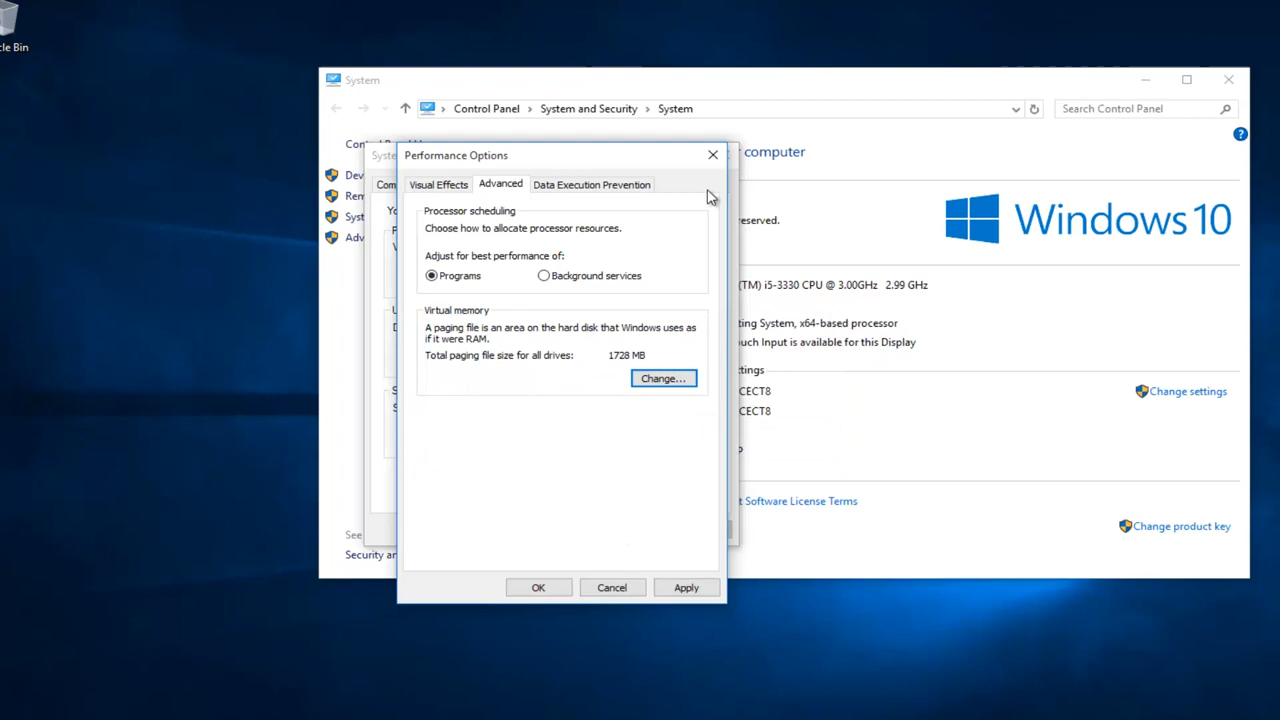 cle Bin
System
Control Panel > System and Security > System
Search Control Panel
Performance Options
Visual Effects
Advanced
Data Execution Prevention
Processor scheduling
Choose how to allocate processor resources.
Adjust for best performance of:
Programs
Background services
Virtual memory
A paging file is an area on the hard disk that Windows uses as
if it were RAM.
Total paging file size for all drives: 1728 MB
Change...
OK
Cancel
Apply
Syste
Com
Yo
Dev
Rem
Syst
Adv
See
Security an
computer
reserved.
Windows 10
(TM) i5-3330 CPU @ 3.00GHz 2.99 GHz
ting System, x64-based processor
ouch Input is available for this Display
ttings
CECT8
Change settings
CECT8
p
t Software License Terms
Change product key